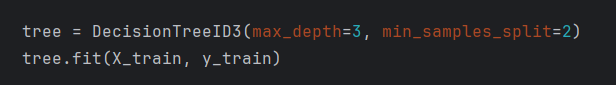 tree = DecisionTreeID3(max_depth=3, min_samples_split=2)
tree.fit(X_train, y_train)